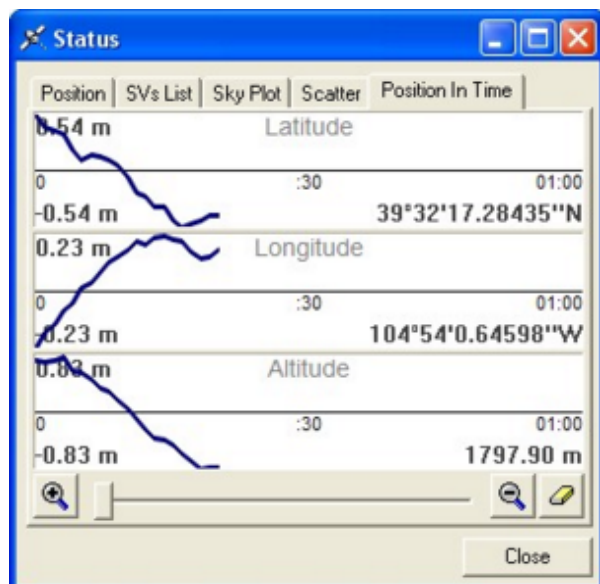 Status
Position SVs List Sky Plot Scatter Position In Time
0.54 m Latitude
0 :30 01:00
-0.54 m 39°32'17.28435"N
0.23 m Longitude
0 :30 01:00
-0.23 m 104°54'0.64598"W
0.83 m Altitude
0 :30 01:00
-0.83 m 1797.90 m
Close